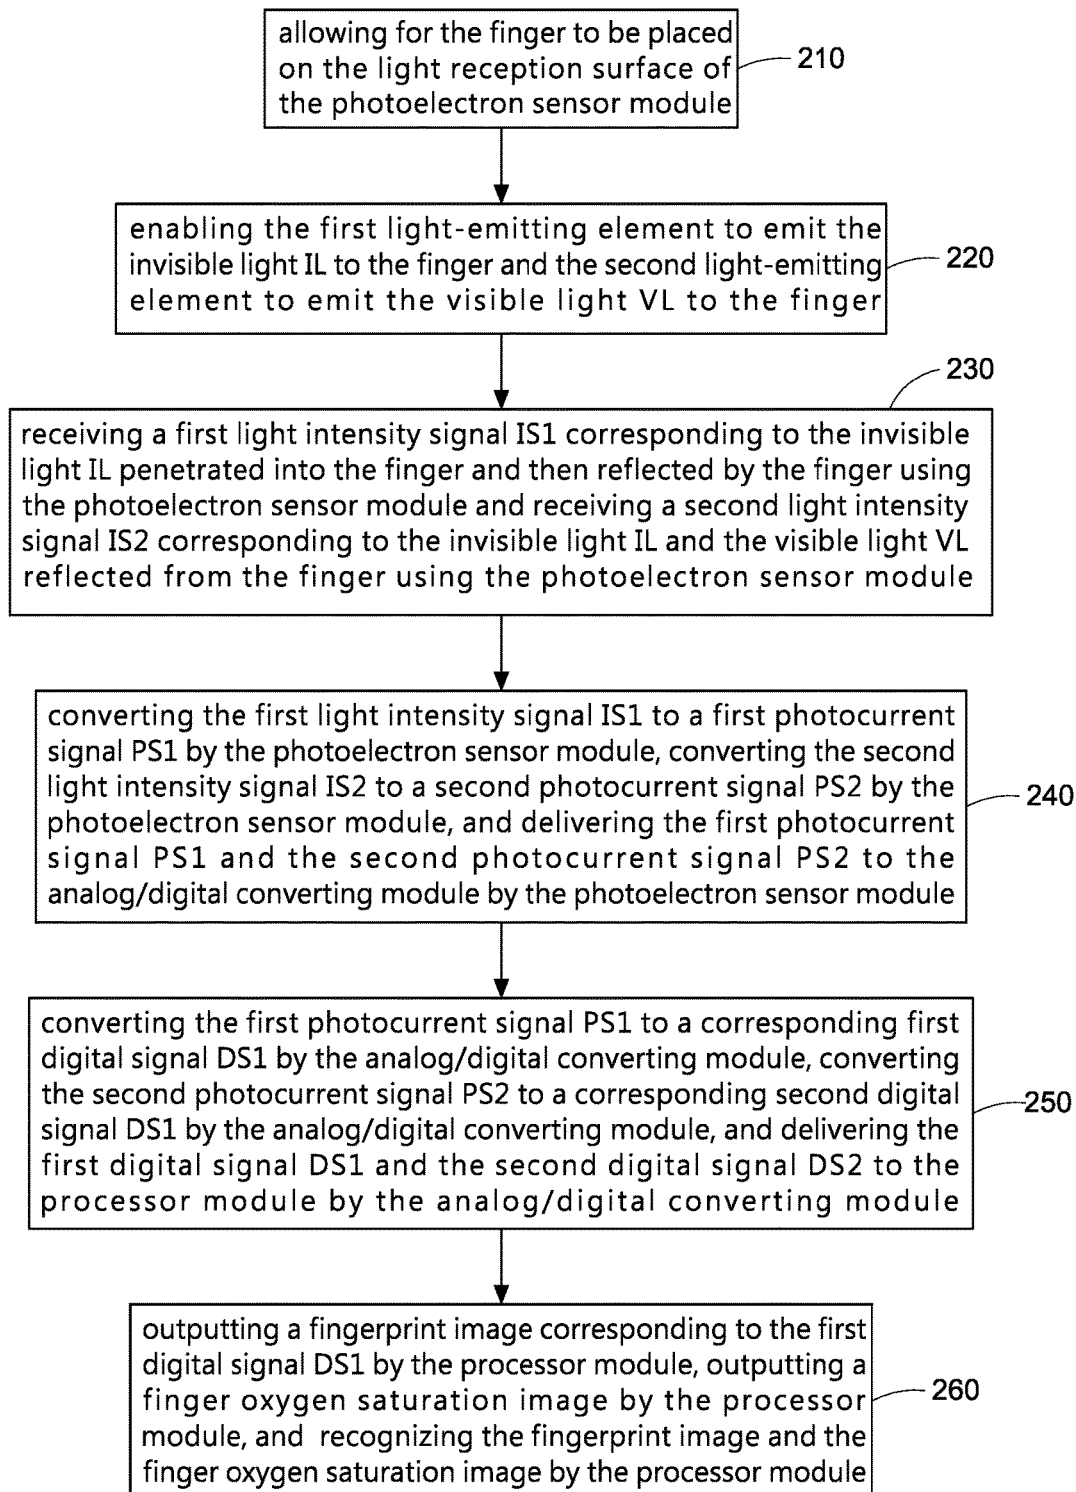 allowing for the finger to be placed
on the light reception surface of
the photoelectron sensor module
210
enabling the first light-emitting element to emit the
invisible light IL to the finger and the second light-emitting
element to emit the visible light VL to the finger
220
230
receiving a first light intensity signal IS1 corresponding to the invisible
light IL penetrated into the finger and then reflected by the finger using
the photoelectron sensor module and receiving a second light intensity
signal IS2 corresponding to the invisible light IL and the visible light VL
reflected from the finger using the photoelectron sensor module
converting the first light intensity signal IS1 to a first photocurrent
signal PS1 by the photoelectron sensor module, converting the second
light intensity signal IS2 to a second photocurrent signal PS2 by the
photoelectron sensor module, and delivering the first photocurrent
signal PS1 and the second photocurrent signal PS2 to the
analog/digital converting module by the photoelectron sensor module
240
converting the first photocurrent signal PS1 to a corresponding first
digital signal DS1 by the analog/digital converting module, converting
the second photocurrent signal PS2 to a corresponding second digital
signal DS1 by the analog/digital converting module, and delivering the
first digital signal DS1 and the second digital signal DS2 to the
processor module by the analog/digital converting module
250
outputting a fingerprint image corresponding to the first
digital signal DS1 by the processor module, outputting a
finger oxygen saturation image by the processor
module, and recognizing the fingerprint image and the
finger oxygen saturation image by the processor module
260